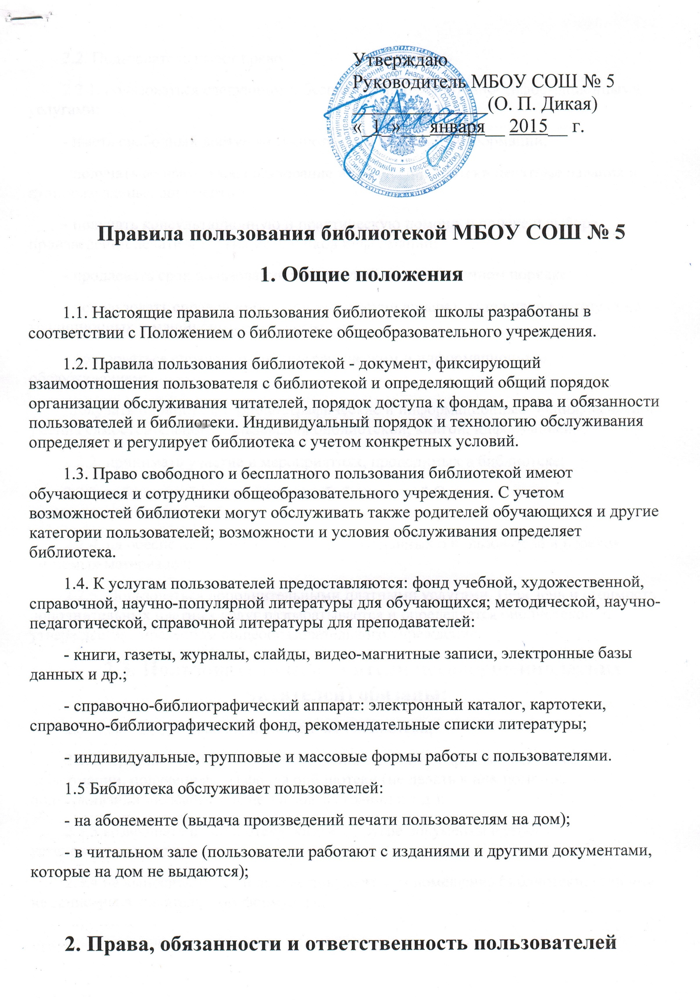 Утверждаю
Руководитель МБОУ СОШ № 5
(О. П. Дикая)
«_1_» ___января__ 2015__ г.
Правила пользования библиотекой МБОУ СОШ № 5
1. Общие положения
1.1. Настоящие правила пользования библиотекой школы разработаны в
соответствии с Положением о библиотеке общеобразовательного учреждения.
1.2. Правила пользования библиотекой - документ, фиксирующий
взаимоотношения пользователя с библиотекой и определяющий общий порядок
организации обслуживания читателей, порядок доступа к фондам, права и обязанности
пользователей и библиотеки. Индивидуальный порядок и технологию обслуживания
определяет и регулирует библиотека с учетом конкретных условий.
1.3. Право свободного и бесплатного пользования библиотекой имеют
обучающиеся и сотрудники общеобразовательного учреждения. С учетом
возможностей библиотеки могут обслуживать также родителей обучающихся и другие
категории пользователей; возможности и условия обслуживания определяет
библиотека.
1.4. К услугам пользователей предоставляются: фонд учебной, художественной,
справочной, научно-популярной литературы для обучающихся; методической, научно-
педагогической, справочной литературы для преподавателей:
- книги, газеты, журналы, слайды, видео-магнитные записи, электронные базы
данных и др.;
- справочно-библиографический аппарат: электронный каталог, картотеки,
справочно-библиографический фонд, рекомендательные списки литературы;
- индивидуальные, групповые и массовые формы работы с пользователями.
1.5 Библиотека обслуживает пользователей:
- на абонементе (выдача произведений печати пользователям на дом);
- в читальном зале (пользователи работают с изданиями и другими документами,
которые на дом не выдаются);
2. Права, обязанности и ответственность пользователей